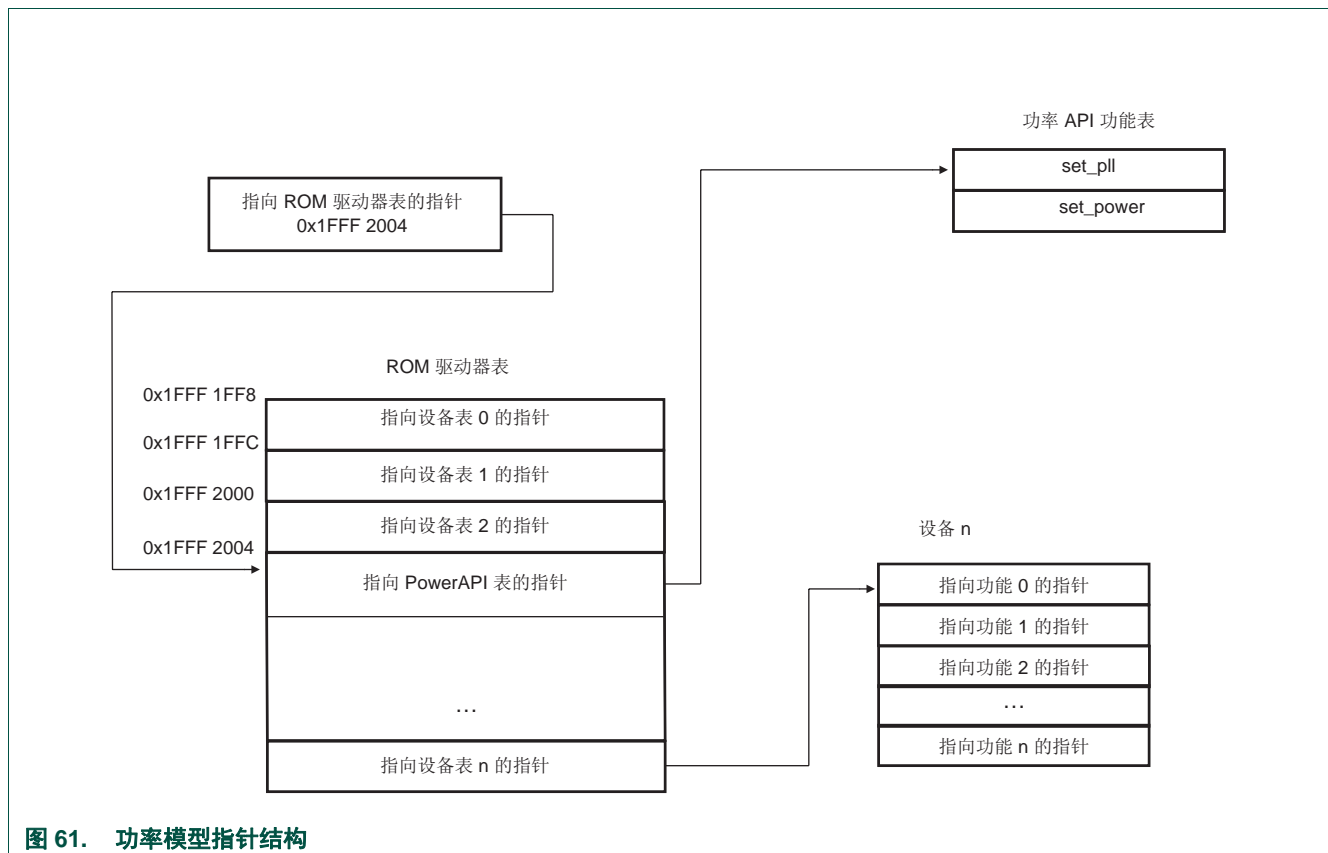 功率 API 功能表
set_pll
set_power
指向 ROM 驱动器表的指针
0x1FFF 2004
ROM 驱动器表
0x1FFF 1FF8
指向设备表 0 的指针
0x1FFF 1FFC
指向设备表 1 的指针
0x1FFF 2000
指向设备表 2 的指针
0x1FFF 2004
指向 PowerAPI 表的指针
…
指向设备表 n 的指针
设备 n
指向功能 0 的指针
指向功能 1 的指针
指向功能 2 的指针
…
指向功能 n 的指针
图 61. 功率模型指针结构